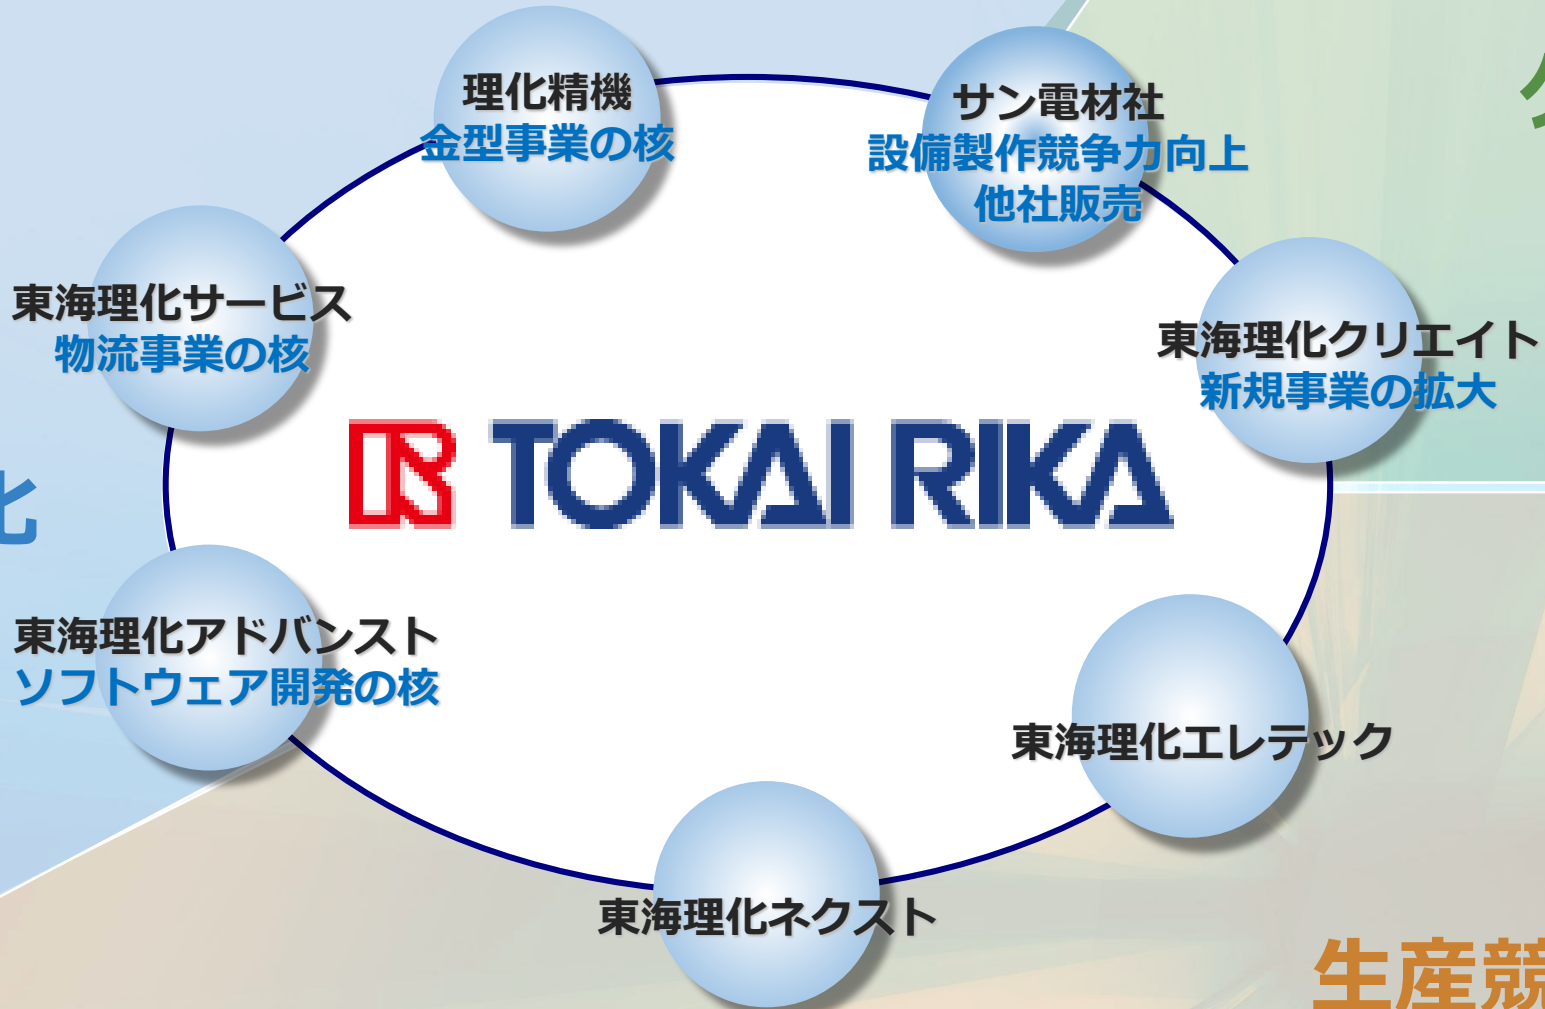 理化精機
金型事業の核
サン電材社
設備製作競争力向上
他社販売
東海理化サービス
物流事業の核
東海理化クリエイト
新規事業の拡大
TOKAI RIKA
化
東海理化アドバンスト
ソフトウェア開発の核
東海理化エレテック
東海理化ネクスト
生産競